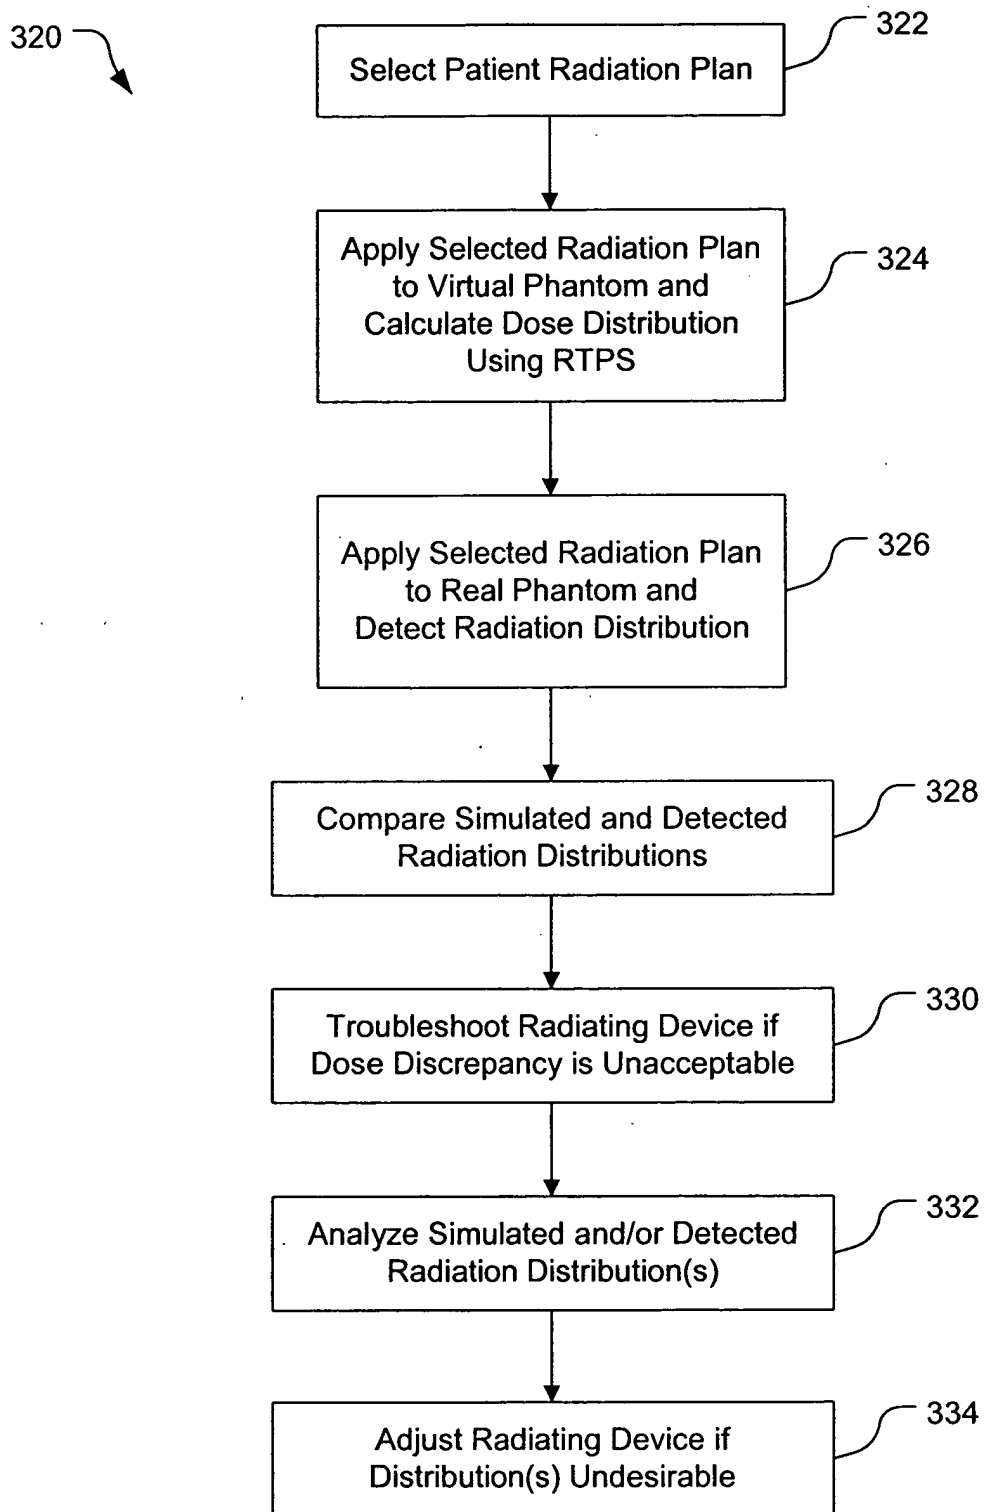 320
322
Select Patient Radiation Plan
324
Apply Selected Radiation Plan
to Virtual Phantom and
Calculate Dose Distribution
Using RTPS
326
Apply Selected Radiation Plan
to Real Phantom and
Detect Radiation Distribution
328
Compare Simulated and Detected
Radiation Distributions
330
Troubleshoot Radiating Device if
Dose Discrepancy is Unacceptable
332
Analyze Simulated and/or Detected
Radiation Distribution(s)
334
Adjust Radiating Device if
Distribution(s) Undesirable